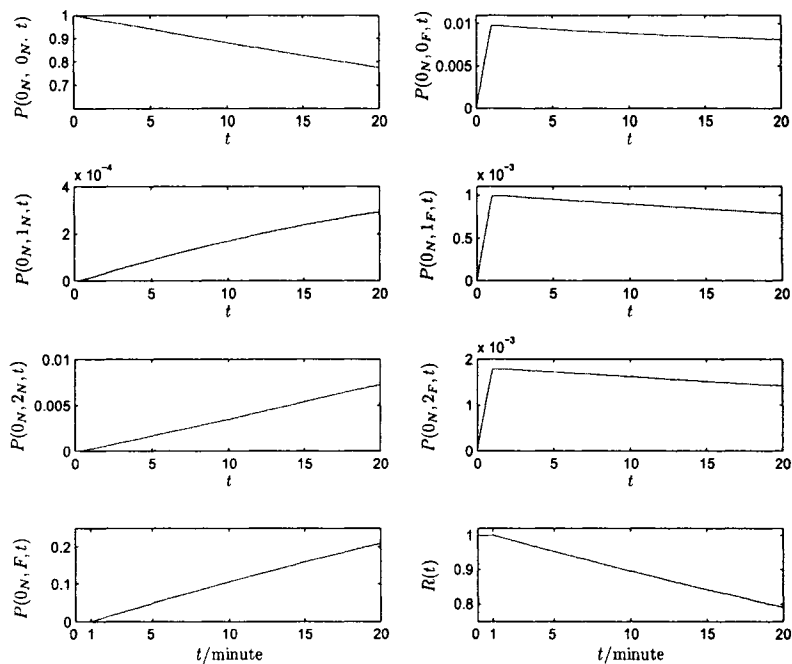 P(0_N, 0_N, t)
1
0.9
0.8
0.7
0 5 10 15 20
t
P(0_N, 0_F, t)
0.01
0.005
0
0 5 10 15 20
t
x 10^-4
P(0_N, 1_N, t)
4
2
0
0 5 10 15 20
t
x 10^-3
P(0_N, 1_F, t)
1
0.5
0
0 5 10 15 20
t
P(0_N, 2_N, t)
0.01
0.005
0
0 5 10 15 20
t
x 10^-3
P(0_N, 2_F, t)
2
1
0
0 5 10 15 20
t
P(0_N, F, t)
0.2
0.1
0
0 1 5 10 15 20
t/minute
R(t)
1
0.9
0.8
0 1 5 10 15 20
t/minute